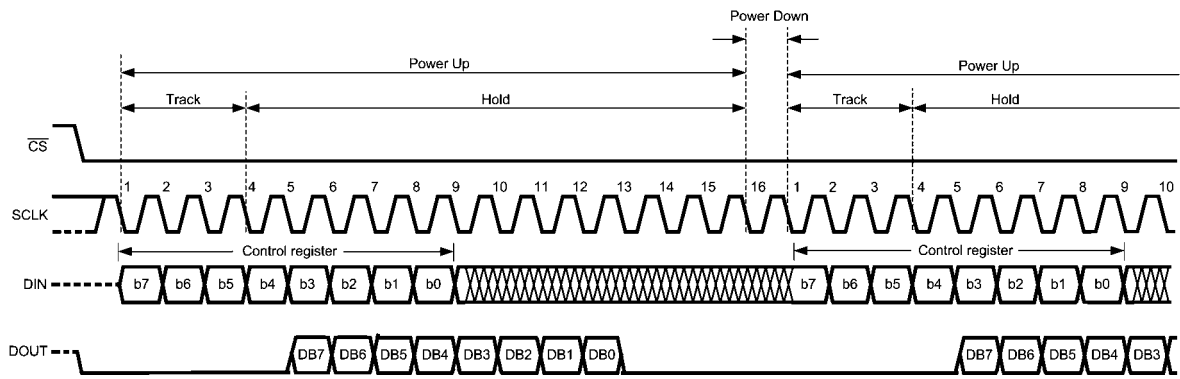 Power Down
Power Up
Power Up
Track
Hold
Track
Hold
CS
1 2 3 4 5 6 7 8 9 10 11 12 13 14 15 16 1 2 3 4 5 6 7 8 9 10
SCLK
Control register
Control register
DIN
b7 b6 b5 b4 b3 b2 b1 b0 b7 b6 b5 b4 b3 b2 b1 b0
DOUT
DB7 DB6 DB5 DB4 DB3 DB2 DB1 DB0 DB7 DB6 DB5 DB4 DB3